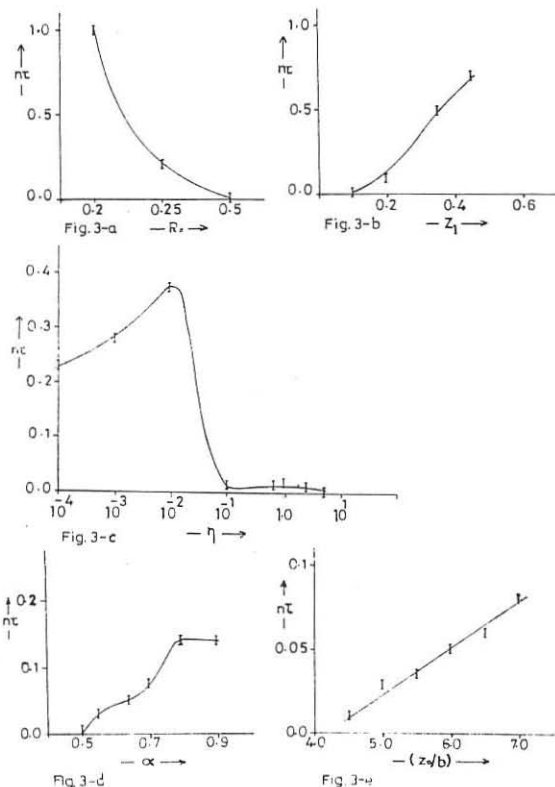 1.0
0.5
0.0
nτ
0.2 0.25 0.5
Fig. 3-a — R. →
0.5
0.0
nτ
0.2 0.4 0.6
Fig. 3-b — Z1 →
0.4
0.3
0.2
0.1
0.0
nτ
10^-4 10^-3 10^-2 10^-1 1.0 10^1
Fig. 3-c — η →
0.2
0.1
0.0
nτ
0.5 0.7 0.9
Fig. 3-d — α →
0.1
0.05
0.00
nτ
4.0 5.0 6.0 7.0
Fig. 3-e — (z₀/b) →